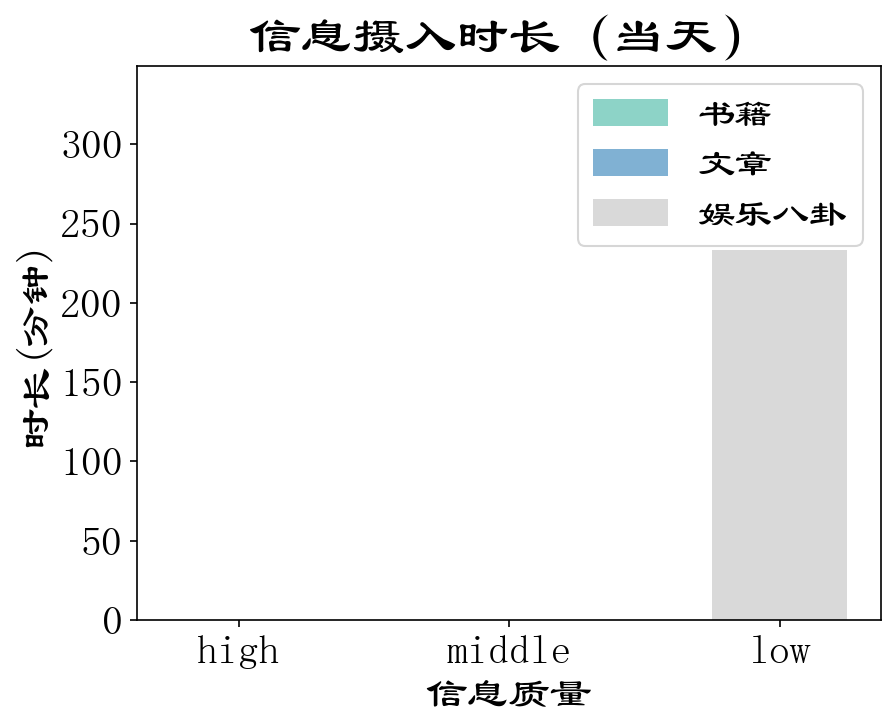 信息摄入时长（当天）
书籍
文章
娱乐八卦
时长(分钟)
300
250
200
150
100
50
0
high middle low
信息质量